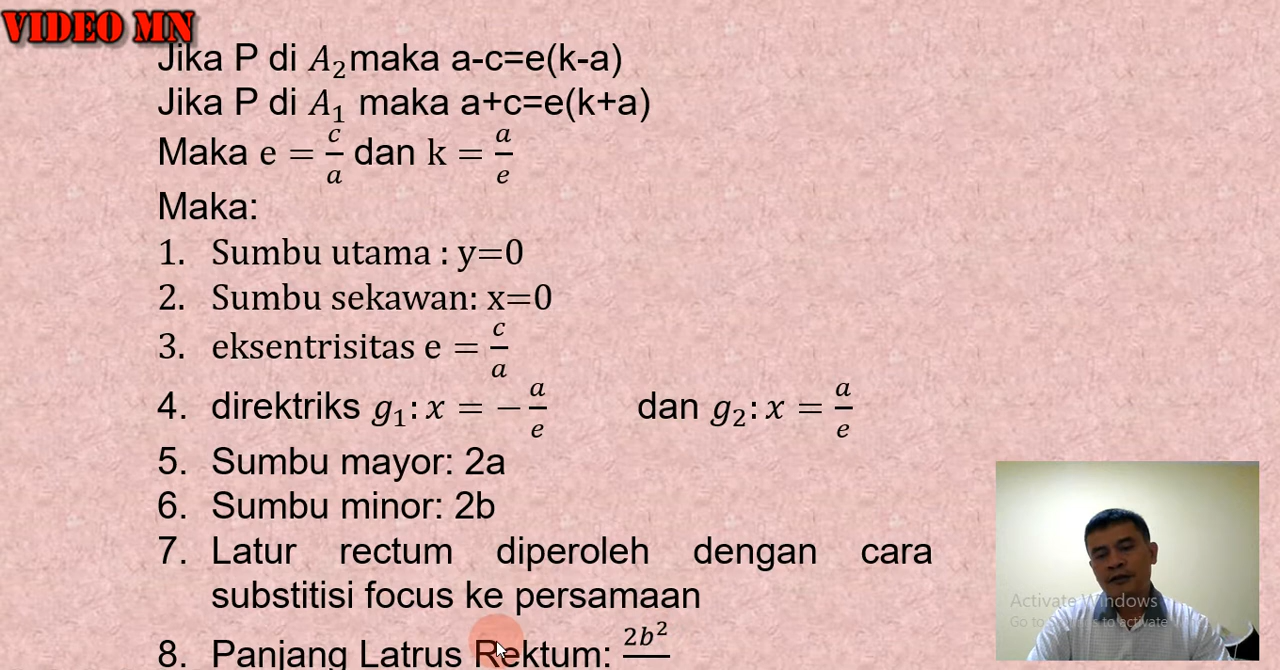 VIDEO MN
Jika P di A₂ maka a-c=e(k-a)
Jika P di A₁ maka a+c=e(k+a)
Maka e = c/a dan k = a/e
Maka:
1. Sumbu utama : y=0
2. Sumbu sekawan: x=0
3. eksentrisitas e = c/a
4. direktriks g₁: x = −a/e dan g₂: x = a/e
5. Sumbu mayor: 2a
6. Sumbu minor: 2b
7. Latur rectum diperoleh dengan cara
substitisi focus ke persamaan
8. Panjang Latrus Rektum: 2b²
Activate Windows
to activate